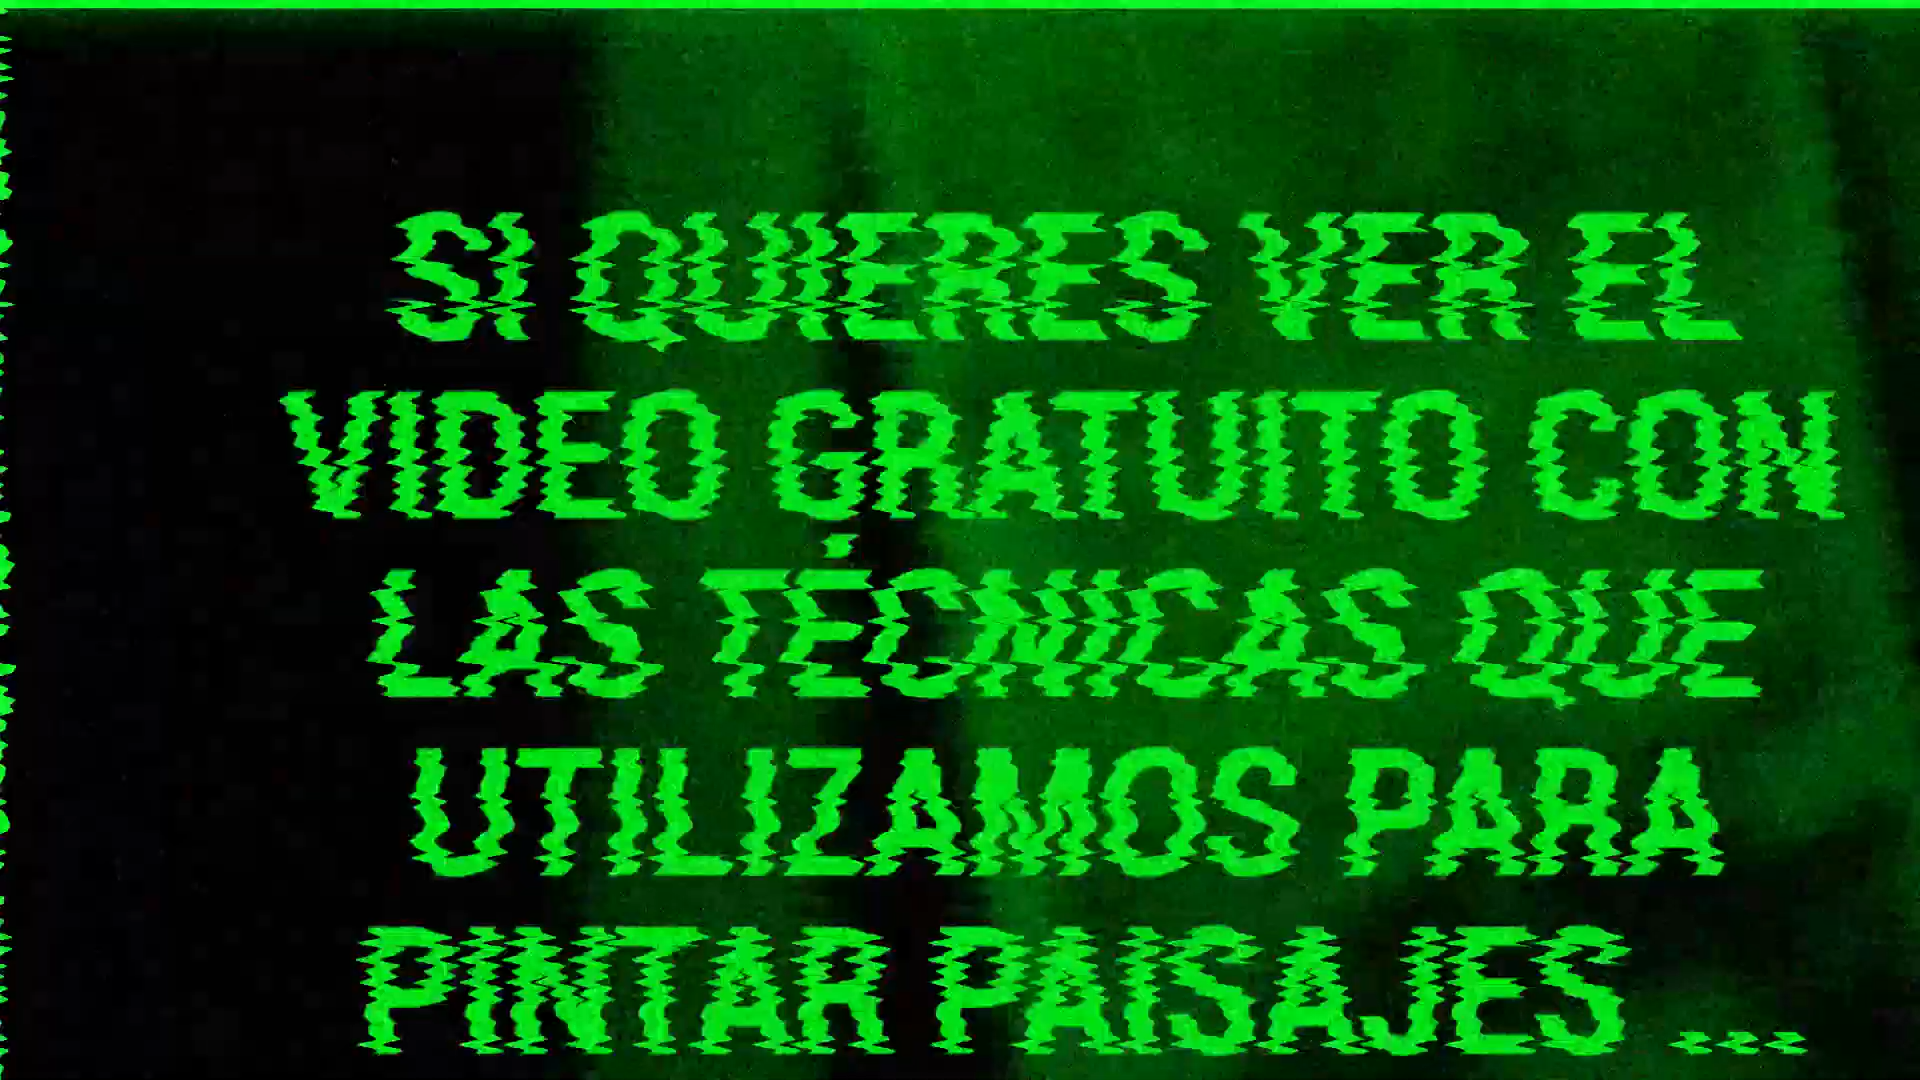 SI QUIERES VER EL
VIDEO GRATUITO CON
LAS TÉCNICAS QUE
UTILIZAMOS PARA
PINTAR PAISAJES ...